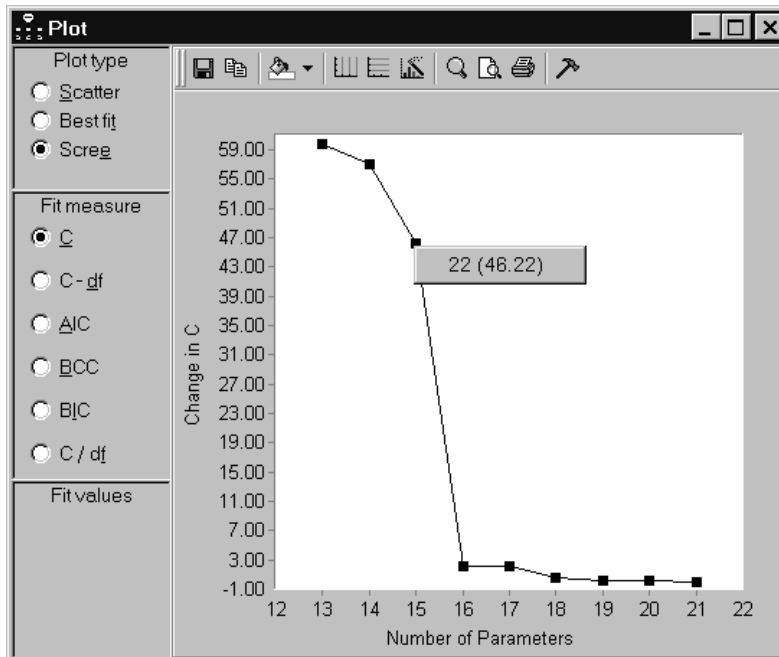 Plot
Plot type
Scatter
Best fit
Scree
Fit measure
C
C - df
AIC
BCC
BIC
C / df
Fit values
Change in C
59.00
55.00
51.00
47.00
43.00
39.00
35.00
31.00
27.00
23.00
19.00
15.00
11.00
7.00
3.00
-1.00
22 (46.22)
12 13 14 15 16 17 18 19 20 21 22
Number of Parameters